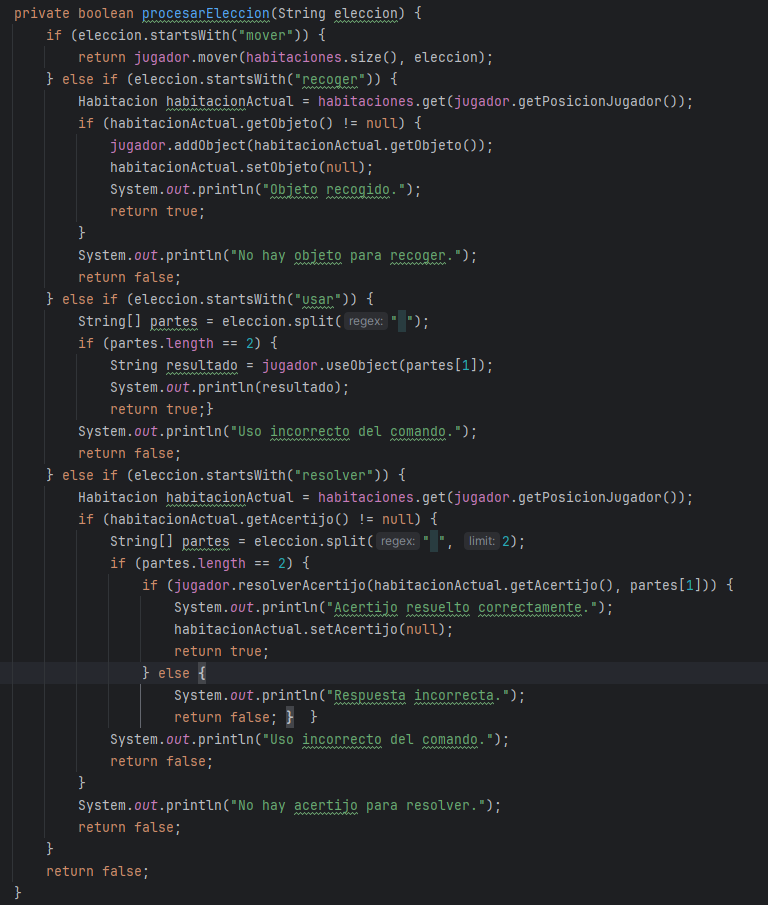 private boolean procesarEleccion(String eleccion) {
    if (eleccion.startsWith("mover")) {
        return jugador.mover(habitaciones.size(), eleccion);
    } else if (eleccion.startsWith("recoger")) {
        Habitacion habitacionActual = habitaciones.get(jugador.getPosicionJugador());
        if (habitacionActual.getObjeto() != null) {
            jugador.addObject(habitacionActual.getObjeto());
            habitacionActual.setObjeto(null);
            System.out.println("Objeto recogido.");
            return true;
        }
        System.out.println("No hay objeto para recoger.");
        return false;
    } else if (eleccion.startsWith("usar")) {
        String[] partes = eleccion.split( regex: " ");
        if (partes.length == 2) {
            String resultado = jugador.useObject(partes[1]);
            System.out.println(resultado);
            return true;}
        System.out.println("Uso incorrecto del comando.");
        return false;
    } else if (eleccion.startsWith("resolver")) {
        Habitacion habitacionActual = habitaciones.get(jugador.getPosicionJugador());
        if (habitacionActual.getAcertijo() != null) {
            String[] partes = eleccion.split( regex: " ", limit: 2);
            if (partes.length == 2) {
                if (jugador.resolverAcertijo(habitacionActual.getAcertijo(), partes[1])) {
                    System.out.println("Acertijo resuelto correctamente.");
                    habitacionActual.setAcertijo(null);
                    return true;
                } else {
                    System.out.println("Respuesta incorrecta.");
                    return false; }  }
            System.out.println("Uso incorrecto del comando.");
            return false;
        }
        System.out.println("No hay acertijo para resolver.");
        return false;
    }
    return false;
}